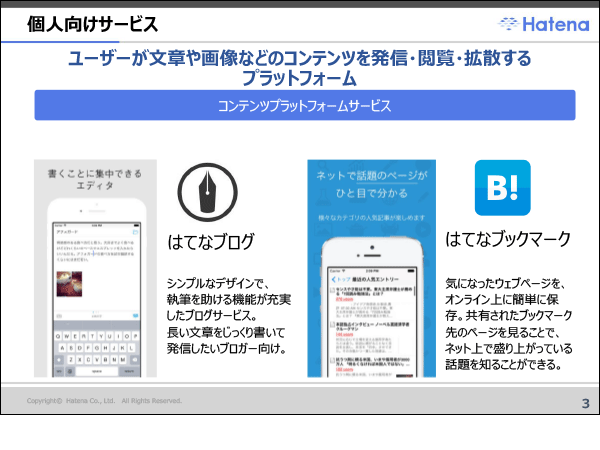 個人向けサービス
Hatena
ユーザーが文章や画像などのコンテンツを発信・閲覧・拡散する
プラットフォーム
コンテンツプラットフォームサービス
書くことに集中できる
エディタ
はてなブログ
シンプルなデザインで、
執筆を助ける機能が充実
したブログサービス。
長い文章をじっくり書いて
発信したいブロガー向け。
ネットで話題のページが
ひと目で分かる
様々なカテゴリの人気記事が楽しめます
トップ 最近の人気エントリー
B!
はてなブックマーク
気になったウェブページを、
オンライン上に簡単に保
存。共有されたブックマーク
先のページを見ることで、
ネット上で盛り上がっている
話題を知ることができる。
Copyright© Hatena Co., Ltd. All Rights Reserved.
3